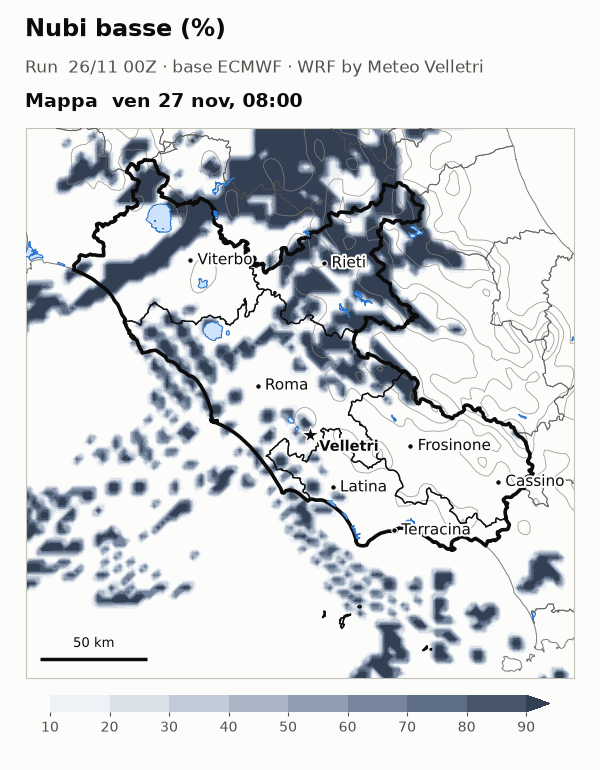 Nubi basse (%)
Run  26/11 00Z · base ECMWF · WRF by Meteo Velletri
Mappa  ven 27 nov, 08:00
Viterbo
Rieti
Roma
Velletri
Frosinone
Latina
Cassino
Terracina
50 km
10 20 30 40 50 60 70 80 90